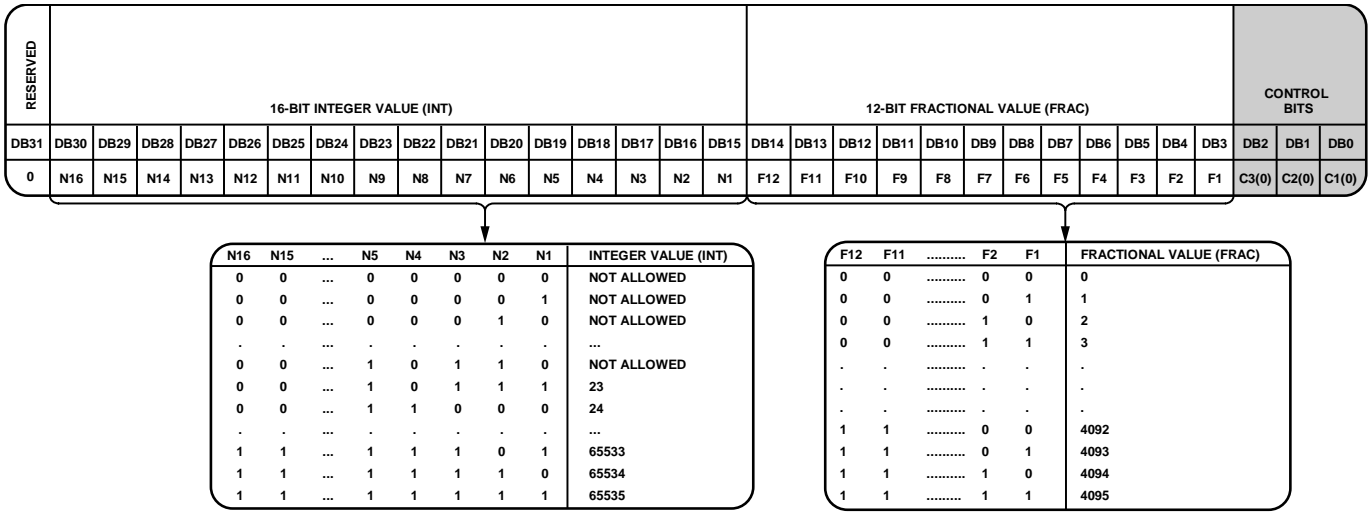 RESERVED
16-BIT INTEGER VALUE (INT) 12-BIT FRACTIONAL VALUE (FRAC) CONTROL BITS
DB31 DB30 DB29 DB28 DB27 DB26 DB25 DB24 DB23 DB22 DB21 DB20 DB19 DB18 DB17 DB16 DB15 DB14 DB13 DB12 DB11 DB10 DB9 DB8 DB7 DB6 DB5 DB4 DB3 DB2 DB1 DB0
0 N16 N15 N14 N13 N12 N11 N10 N9 N8 N7 N6 N5 N4 N3 N2 N1 F12 F11 F10 F9 F8 F7 F6 F5 F4 F3 F2 F1 C3(0) C2(0) C1(0)
N16 N15 ... N5 N4 N3 N2 N1 INTEGER VALUE (INT)
0 0 ... 0 0 0 0 0 NOT ALLOWED
0 0 ... 0 0 0 0 1 NOT ALLOWED
0 0 ... 0 0 0 1 0 NOT ALLOWED
. . ... . . . . . ...
0 0 ... 1 0 1 1 0 NOT ALLOWED
0 0 ... 1 0 1 1 1 23
0 0 ... 1 1 0 0 0 24
. . ... . . . . . ...
1 1 ... 1 1 1 0 1 65533
1 1 ... 1 1 1 1 0 65534
1 1 ... 1 1 1 1 1 65535
F12 F11 .......... F2 F1 FRACTIONAL VALUE (FRAC)
0 0 .......... 0 0 0
0 0 .......... 0 1 1
0 0 .......... 1 0 2
0 0 .......... 1 1 3
. . .......... . . .
. . .......... . . .
. . .......... . . .
1 1 .......... 0 0 4092
1 1 .......... 0 1 4093
1 1 .......... 1 0 4094
1 1 ......... 1 1 4095